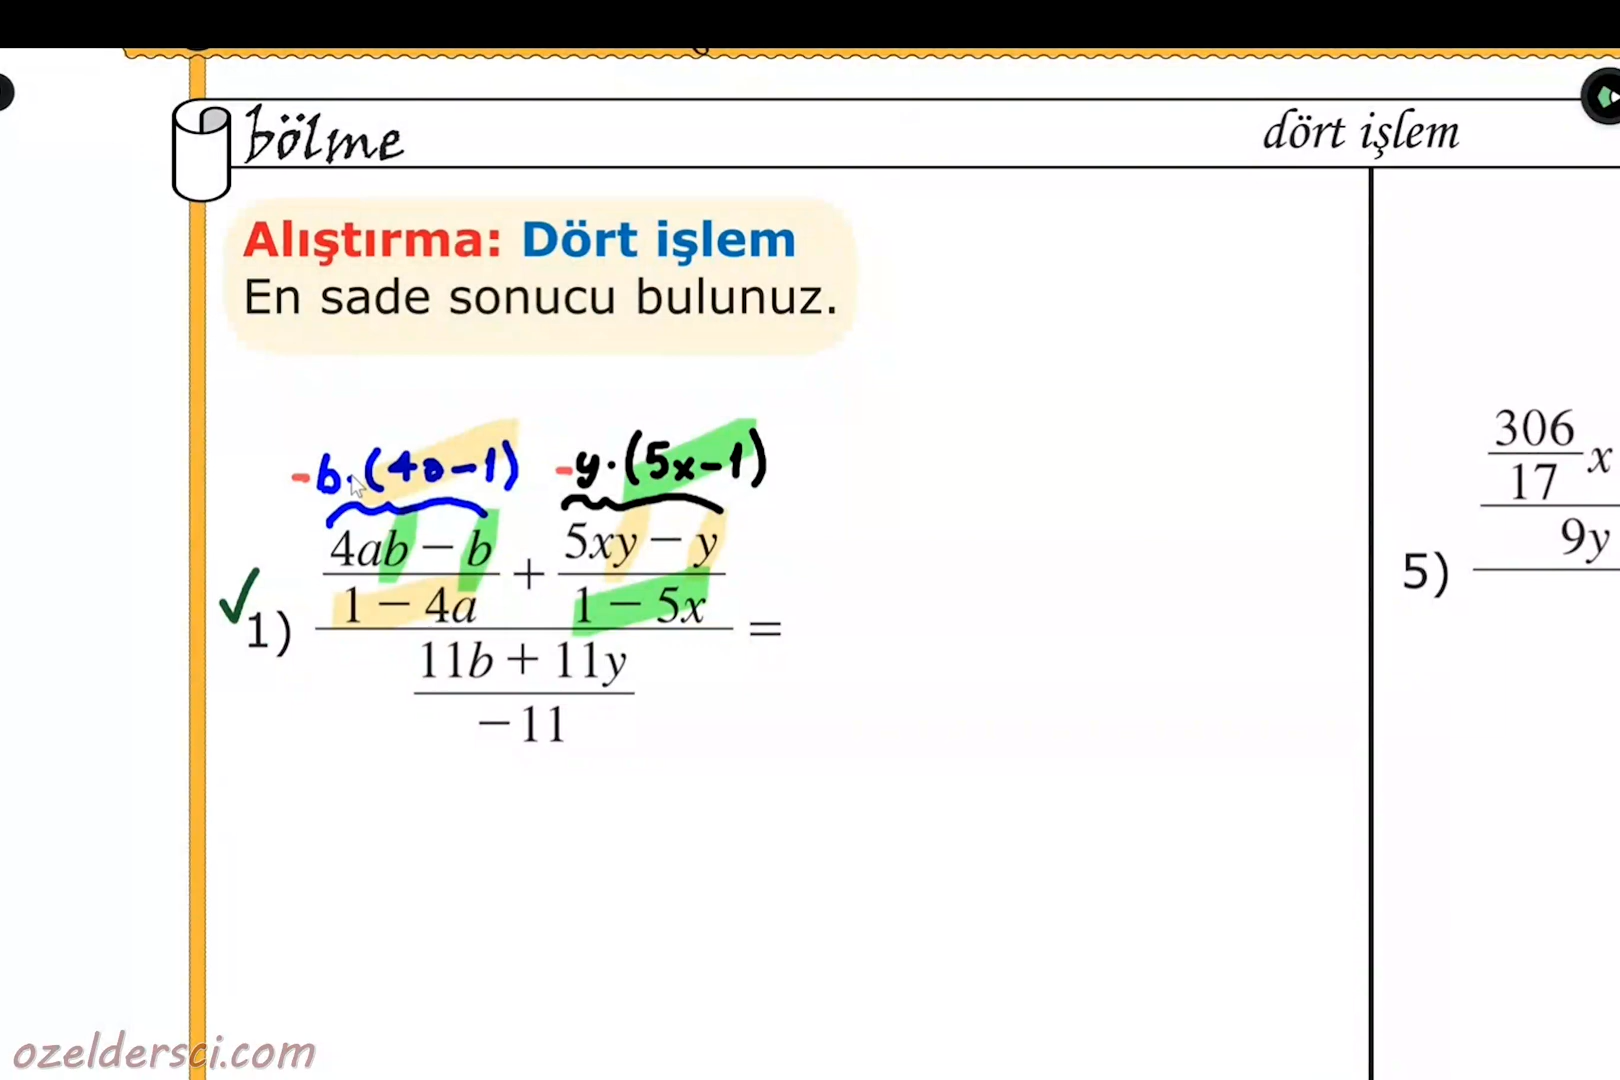 bölme
dört işlem
Alıştırma: Dört işlem
En sade sonucu bulunuz.
-b·(4a-1) -y·(5x-1)
4ab − b + 5xy − y
1 − 4a 1 − 5x
✓1) =
11b + 11y
−11
306
17 x
9y
5)
ozeldersci.com